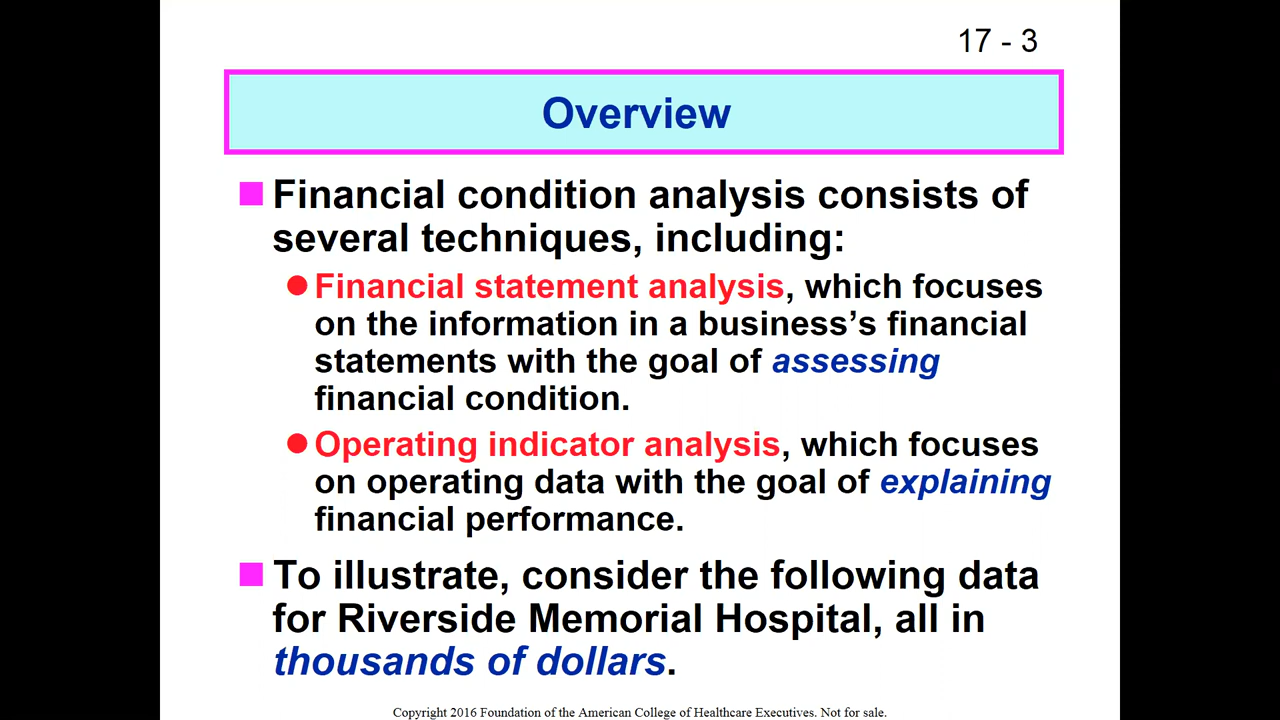 17 - 3
Overview
Financial condition analysis consists of
several techniques, including:
Financial statement analysis, which focuses
on the information in a business’s financial
statements with the goal of assessing
financial condition.
Operating indicator analysis, which focuses
on operating data with the goal of explaining
financial performance.
To illustrate, consider the following data
for Riverside Memorial Hospital, all in
thousands of dollars.
Copyright 2016 Foundation of the American College of Healthcare Executives. Not for sale.